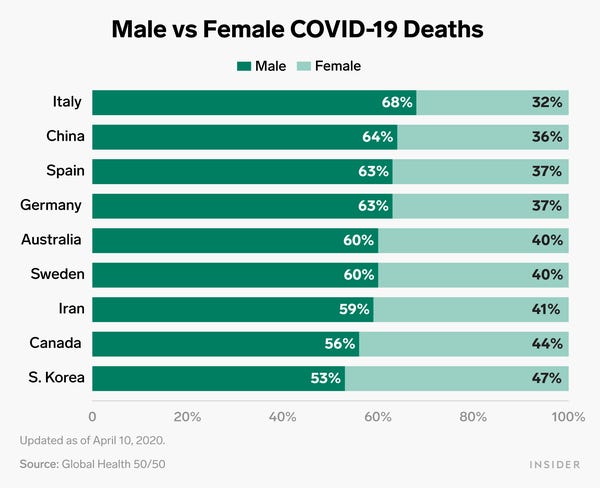 Male vs Female COVID-19 Deaths
Male Female
Italy 68% 32%
China 64% 36%
Spain 63% 37%
Germany 63% 37%
Australia 60% 40%
Sweden 60% 40%
Iran 59% 41%
Canada 56% 44%
S. Korea 53% 47%
0 20% 40% 60% 80% 100%
Updated as of April 10, 2020.
Source: Global Health 50/50
INSIDER